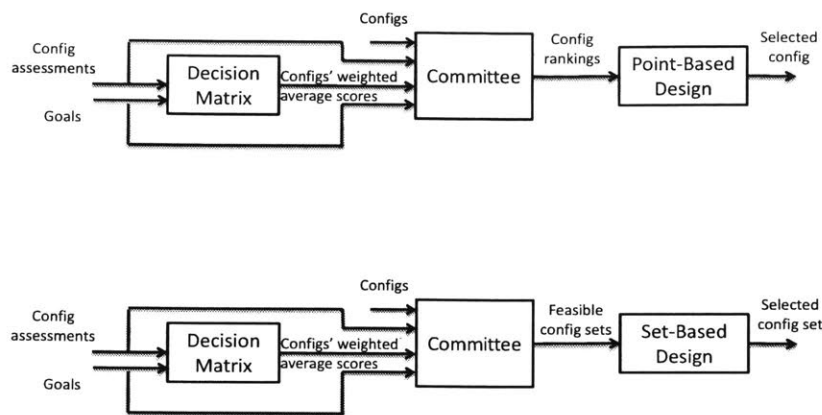 Configs
Config
assessments
Goals
Decision
Matrix
Configs' weighted
average scores
Committee
Config
rankings
Point-Based
Design
Selected
config
Configs
Config
assessments
Goals
Decision
Matrix
Configs' weighted
average scores
Committee
Feasible
config sets
Set-Based
Design
Selected
config set